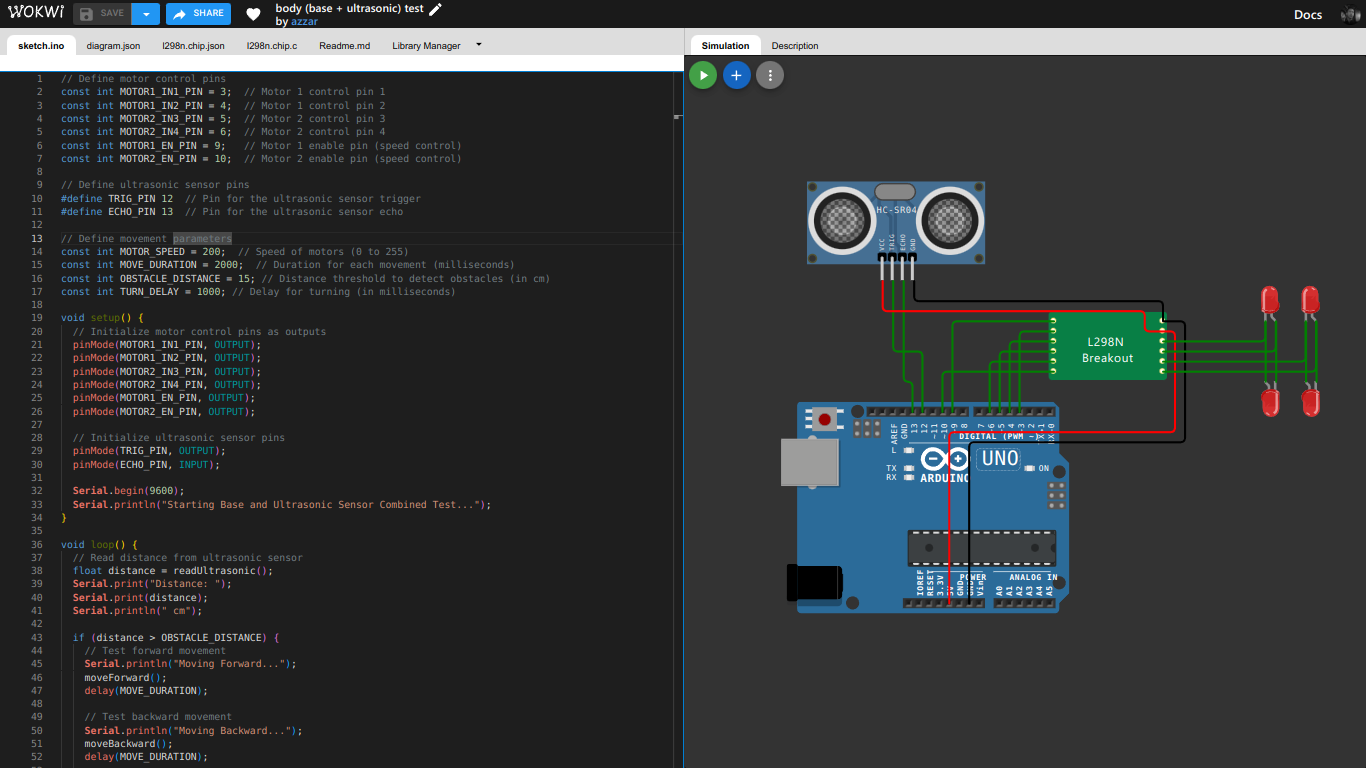 WOKWi SAVE SHARE body (base + ultrasonic) test Docs
by azzar
sketch.ino diagram.json l298n.chip.json l298n.chip.c Readme.md Library Manager
1 // Define motor control pins
2 const int MOTOR1_IN1_PIN = 3; // Motor 1 control pin 1
3 const int MOTOR1_IN2_PIN = 4; // Motor 1 control pin 2
4 const int MOTOR2_IN3_PIN = 5; // Motor 2 control pin 3
5 const int MOTOR2_IN4_PIN = 6; // Motor 2 control pin 4
6 const int MOTOR1_EN_PIN = 9; // Motor 1 enable pin (speed control)
7 const int MOTOR2_EN_PIN = 10; // Motor 2 enable pin (speed control)
8
9 // Define ultrasonic sensor pins
10 #define TRIG_PIN 12 // Pin for the ultrasonic sensor trigger
11 #define ECHO_PIN 13 // Pin for the ultrasonic sensor echo
12
13 // Define movement parameters
14 const int MOTOR_SPEED = 200; // Speed of motors (0 to 255)
15 const int MOVE_DURATION = 2000; // Duration for each movement (milliseconds)
16 const int OBSTACLE_DISTANCE = 15; // Distance threshold to detect obstacles (in cm)
17 const int TURN_DELAY = 1000; // Delay for turning (in milliseconds)
18
19 void setup() {
20 // Initialize motor control pins as outputs
21 pinMode(MOTOR1_IN1_PIN, OUTPUT);
22 pinMode(MOTOR1_IN2_PIN, OUTPUT);
23 pinMode(MOTOR2_IN3_PIN, OUTPUT);
24 pinMode(MOTOR2_IN4_PIN, OUTPUT);
25 pinMode(MOTOR1_EN_PIN, OUTPUT);
26 pinMode(MOTOR2_EN_PIN, OUTPUT);
27
28 // Initialize ultrasonic sensor pins
29 pinMode(TRIG_PIN, OUTPUT);
30 pinMode(ECHO_PIN, INPUT);
31
32 Serial.begin(9600);
33 Serial.println("Starting Base and Ultrasonic Sensor Combined Test...");
34 }
35
36 void loop() {
37 // Read distance from ultrasonic sensor
38 float distance = readUltrasonic();
39 Serial.print("Distance: ");
40 Serial.print(distance);
41 Serial.println(" cm");
42
43 if (distance > OBSTACLE_DISTANCE) {
44 // Test forward movement
45 Serial.println("Moving Forward...");
46 moveForward();
47 delay(MOVE_DURATION);
48
49 // Test backward movement
50 Serial.println("Moving Backward...");
51 moveBackward();
52 delay(MOVE_DURATION);
Simulation Description
HC-SR04
VCC
TRIG
ECHO
GND
L298N
Breakout
AREF
GND
13
12
~11
~10
~9
8
7
~6
~5
4
~3
2
DIGITAL (PWM ~)
L
TX
RX
ARDUINO
UNO
ON
IOREF
RESET
3.3V
GND
Vin
POWER
ANALOG IN
A0
A1
A2
A3
A4
A5